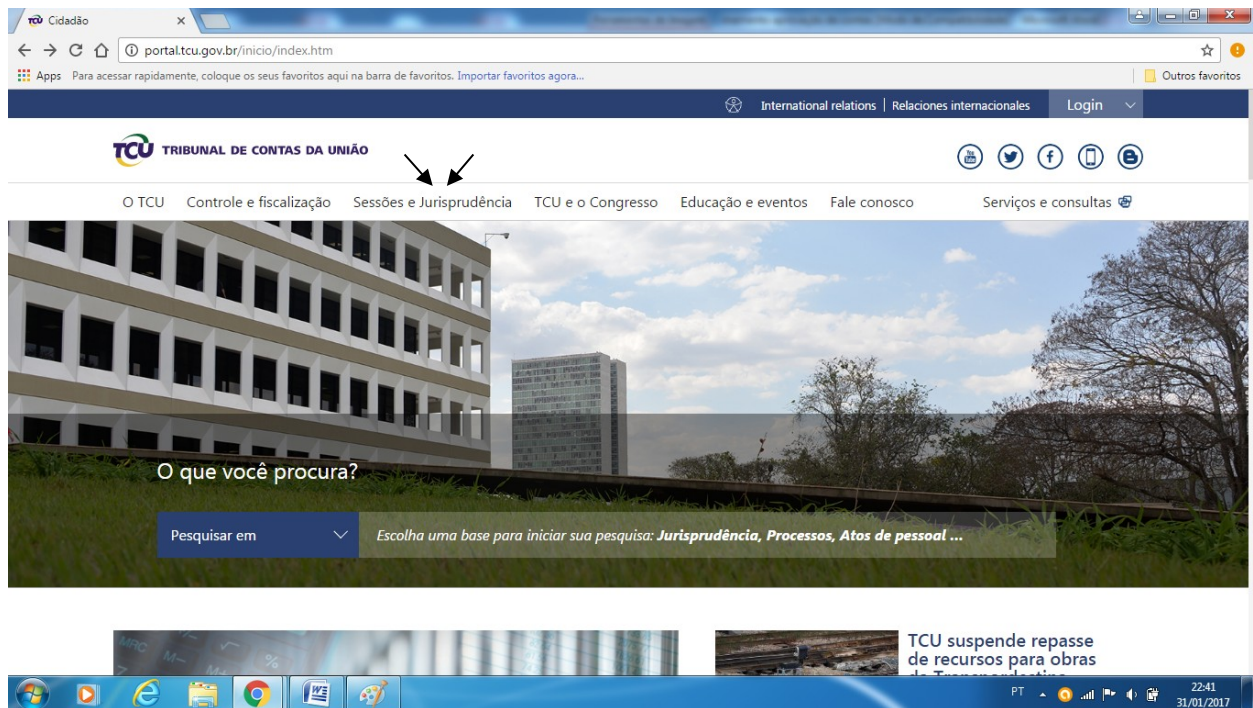 TCU Cidadão
portal.tcu.gov.br/inicio/index.htm
Apps Para acessar rapidamente, coloque os seus favoritos aqui na barra de favoritos. Importar favoritos agora... Outros favoritos
International relations | Relaciones internacionales Login
TCU TRIBUNAL DE CONTAS DA UNIÃO
O TCU Controle e fiscalização Sessões e Jurisprudência TCU e o Congresso Educação e eventos Fale conosco Serviços e consultas
O que você procura?
Pesquisar em Escolha uma base para iniciar sua pesquisa: Jurisprudência, Processos, Atos de pessoal ...
TCU suspende repasse
de recursos para obras
MRC
M-
%
PT 22:41
31/01/2017